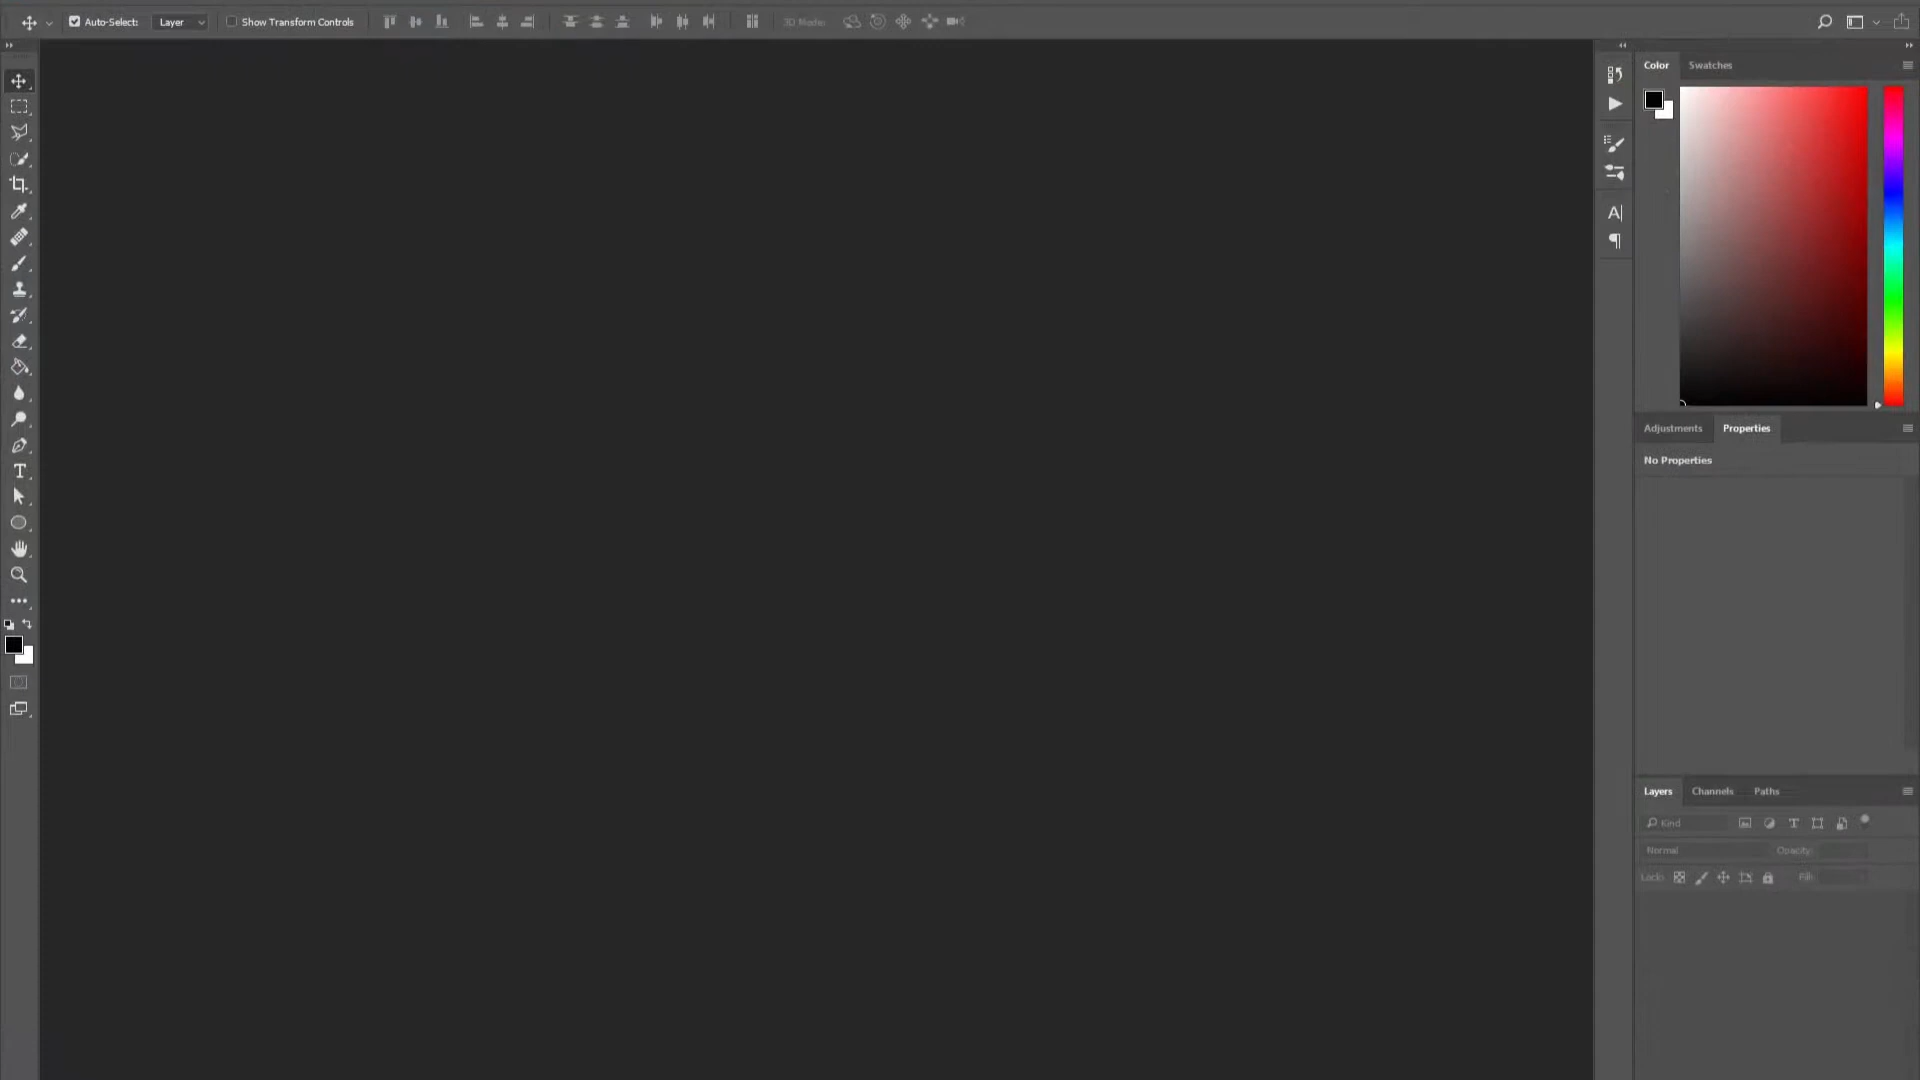 Auto-Select: Layer Show Transform Controls 3D Mode:
Color Swatches
Adjustments Properties
No Properties
Layers Channels Paths
Kind
Normal Opacity:
Lock: Fill: